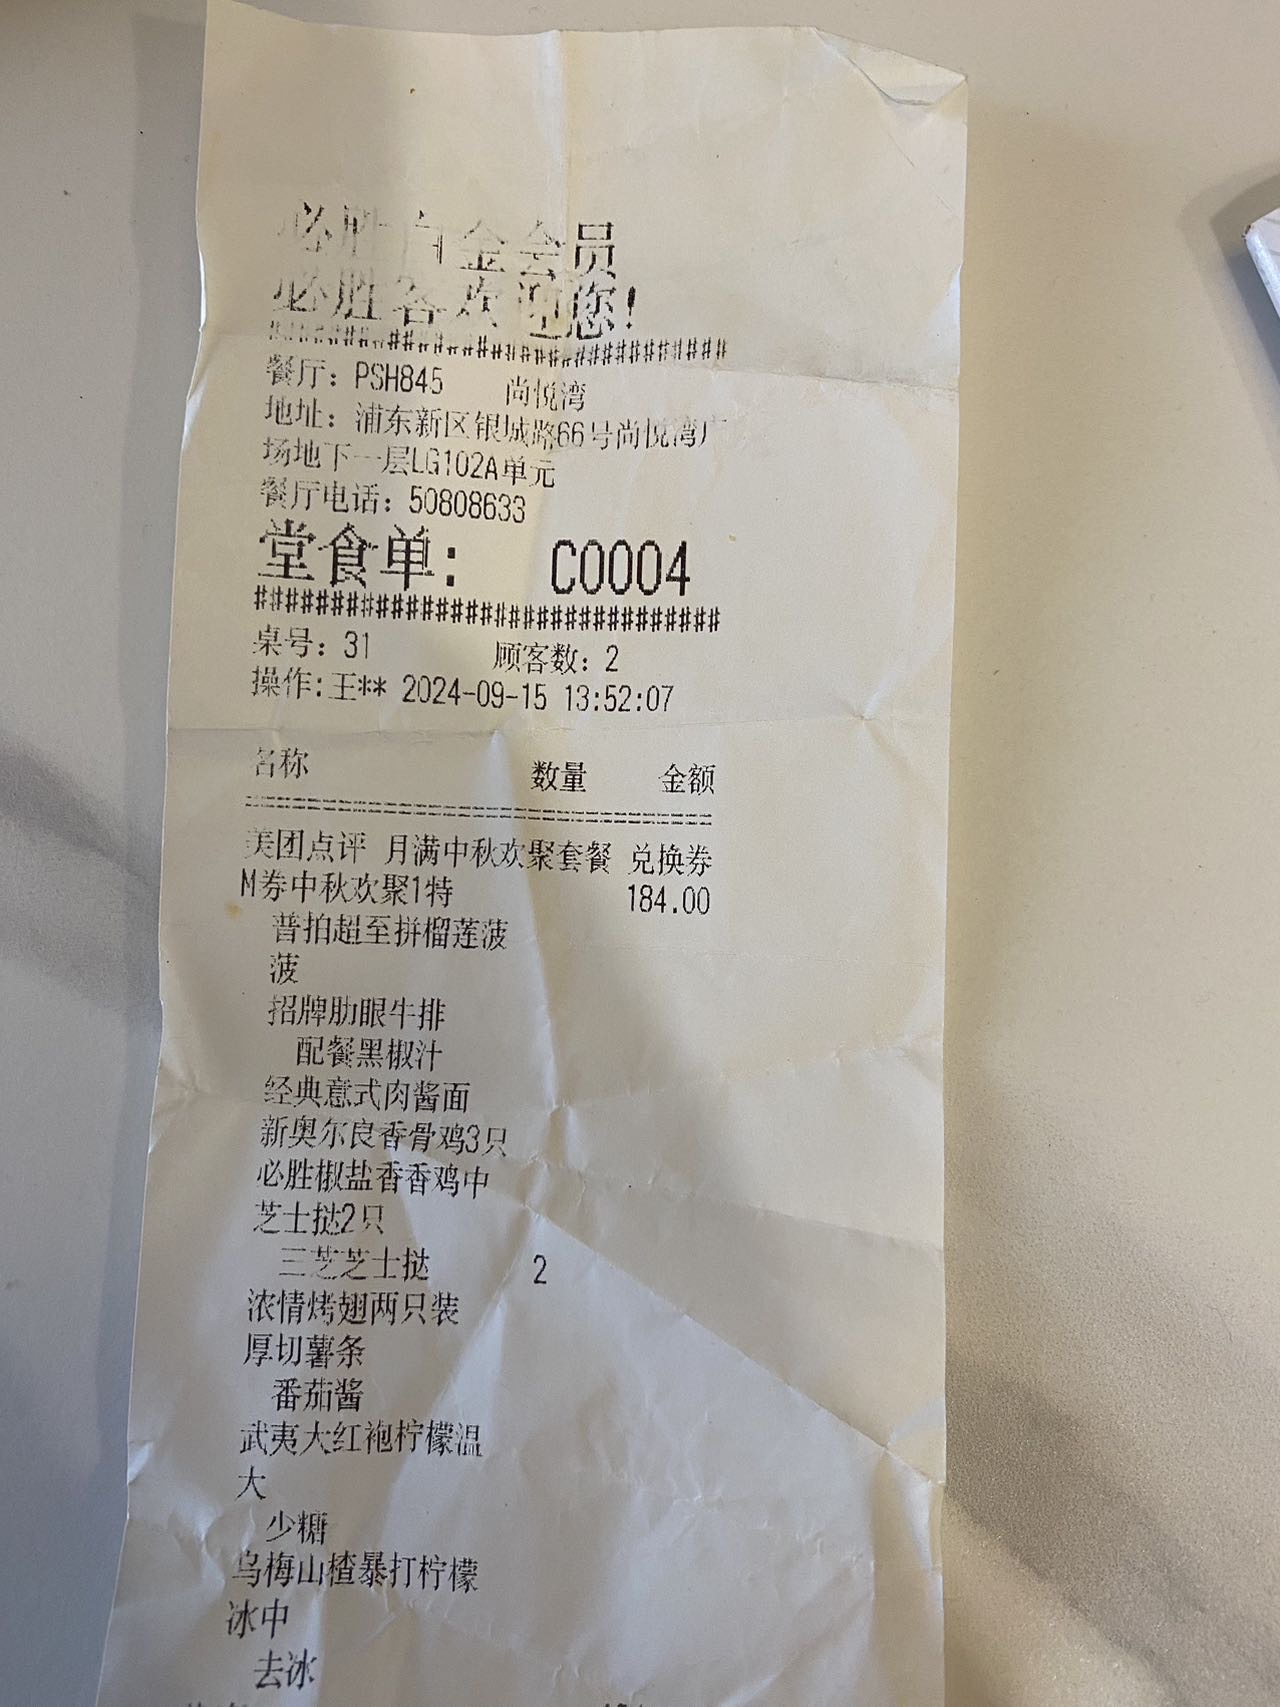 必胜白金会员
必胜客欢迎您!
################################
餐厅: PSH845 尚悦湾
地址: 浦东新区银城路66号尚悦湾广
场地下一层LG102A单元
餐厅电话: 50808633
堂食单: C0004
################################
桌号: 31 顾客数: 2
操作:王** 2024-09-15 13:52:07
名称 数量 金额
美团点评 月满中秋欢聚套餐 兑换券
M券中秋欢聚1特 184.00
普拍超至拼榴莲菠
菠
招牌肋眼牛排
配餐黑椒汁
经典意式肉酱面
新奥尔良香骨鸡3只
必胜椒盐香香鸡中
芝士挞2只
三芝芝士挞 2
浓情烤翅两只装
厚切薯条
番茄酱
武夷大红袍柠檬温
大
少糖
乌梅山楂暴打柠檬
冰中
去冰